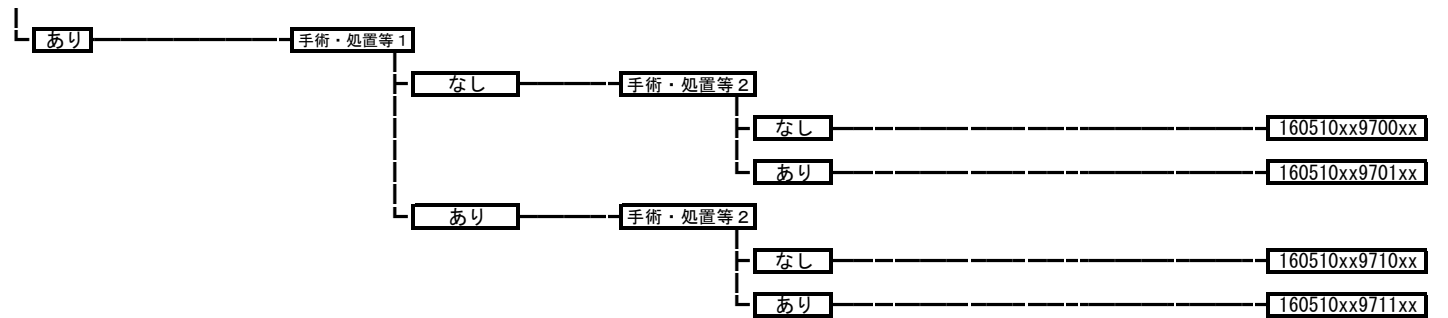 あり 手術・処置等１
なし 手術・処置等２
なし 160510xx9700xx
あり 160510xx9701xx
あり 手術・処置等２
なし 160510xx9710xx
あり 160510xx9711xx